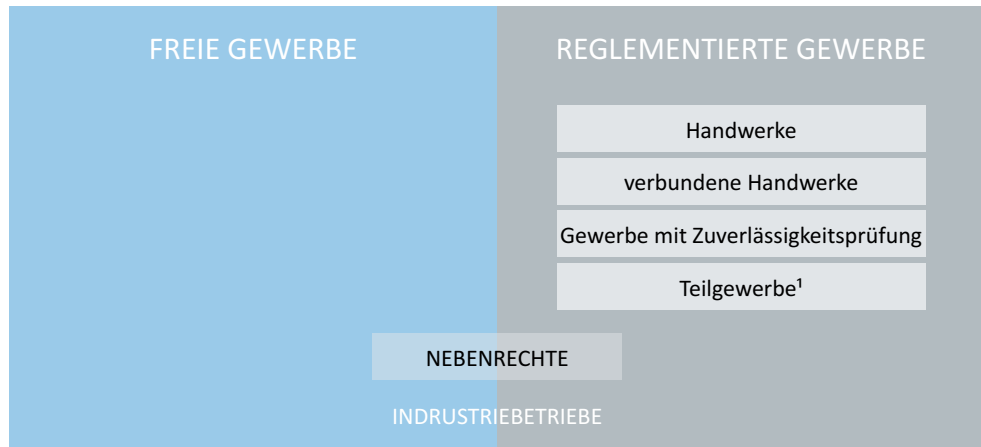 FREIE GEWERBE
REGLEMENTIERTE GEWERBE
Handwerke
verbundene Handwerke
Gewerbe mit Zuverlässigkeitsprüfung
Teilgewerbe¹
NEBENRECHTE
INDRUSTRIEBETRIEBE